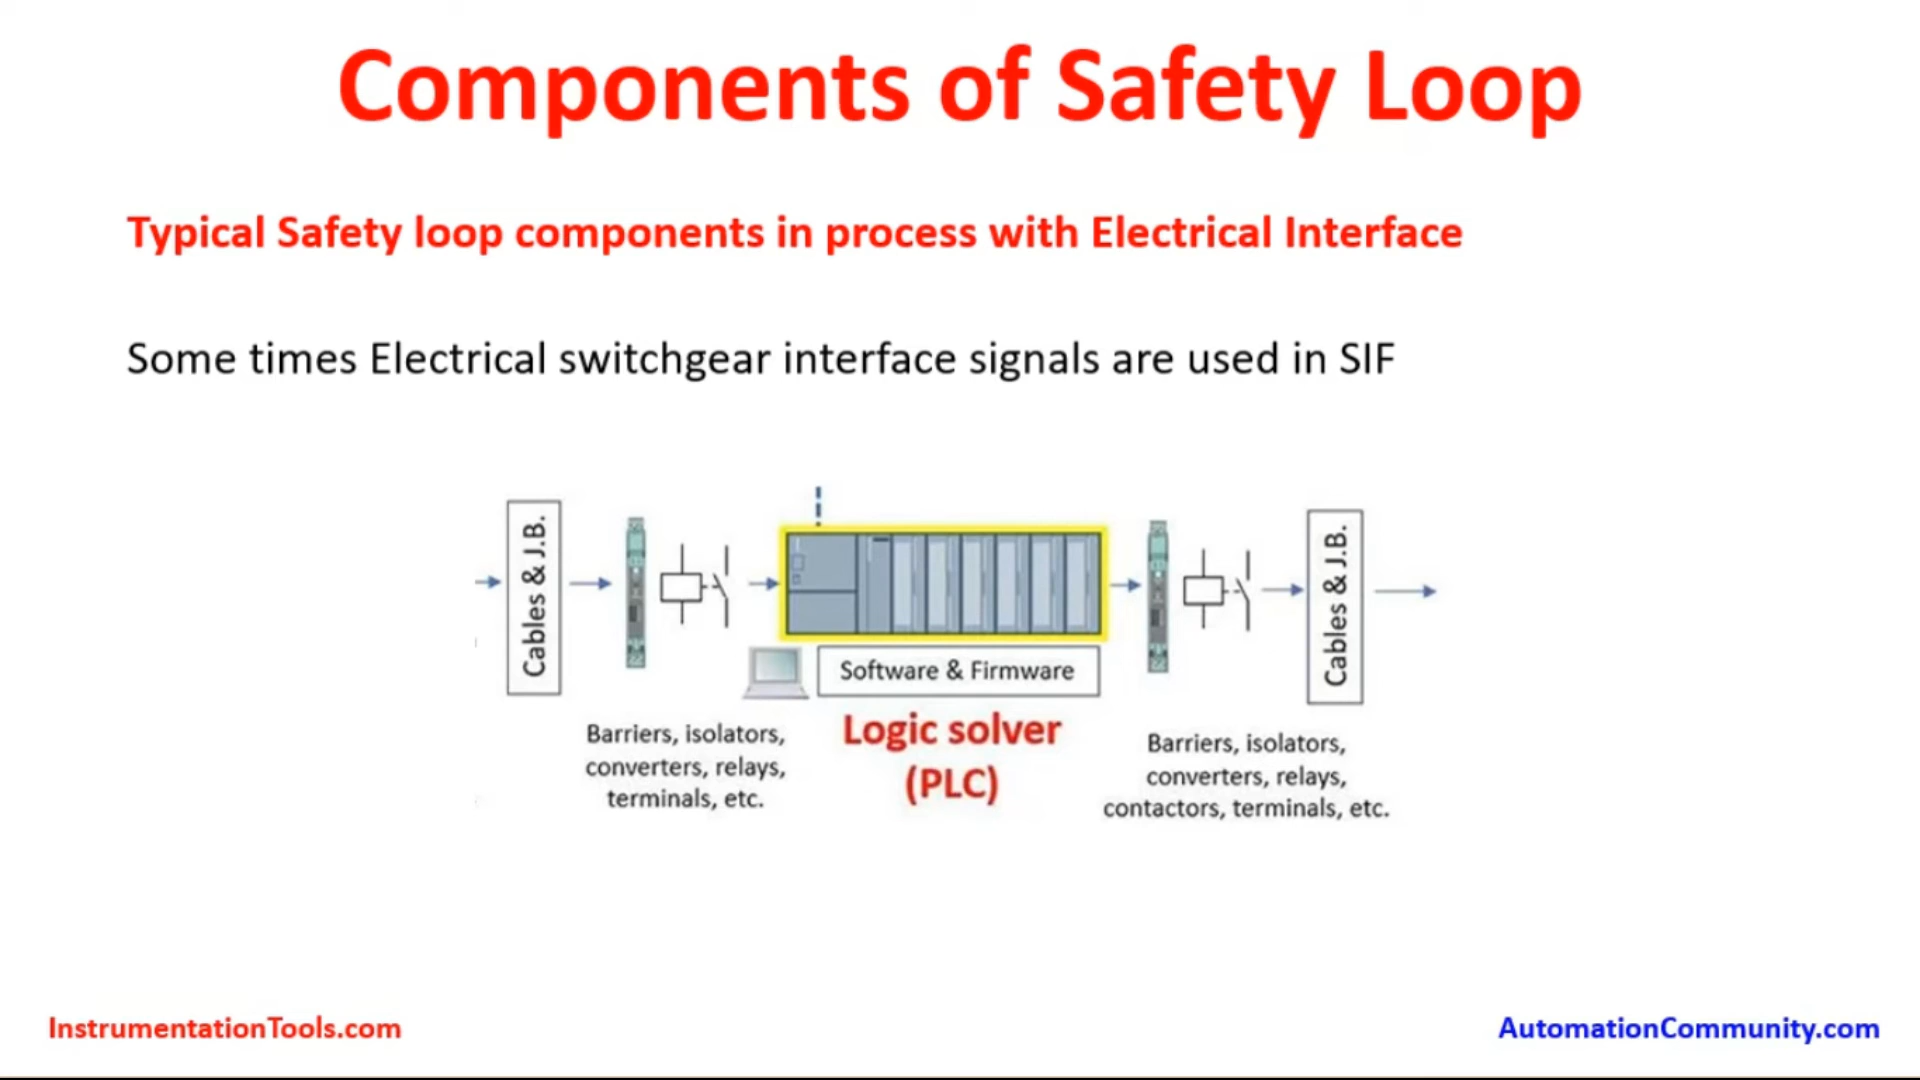 Components of Safety Loop
Typical Safety loop components in process with Electrical Interface
Some times Electrical switchgear interface signals are used in SIF
Cables & J.B.
Barriers, isolators,
converters, relays,
terminals, etc.
Software & Firmware
Logic solver
(PLC)
Barriers, isolators,
converters, relays,
contactors, terminals, etc.
Cables & J.B.
InstrumentationTools.com
AutomationCommunity.com